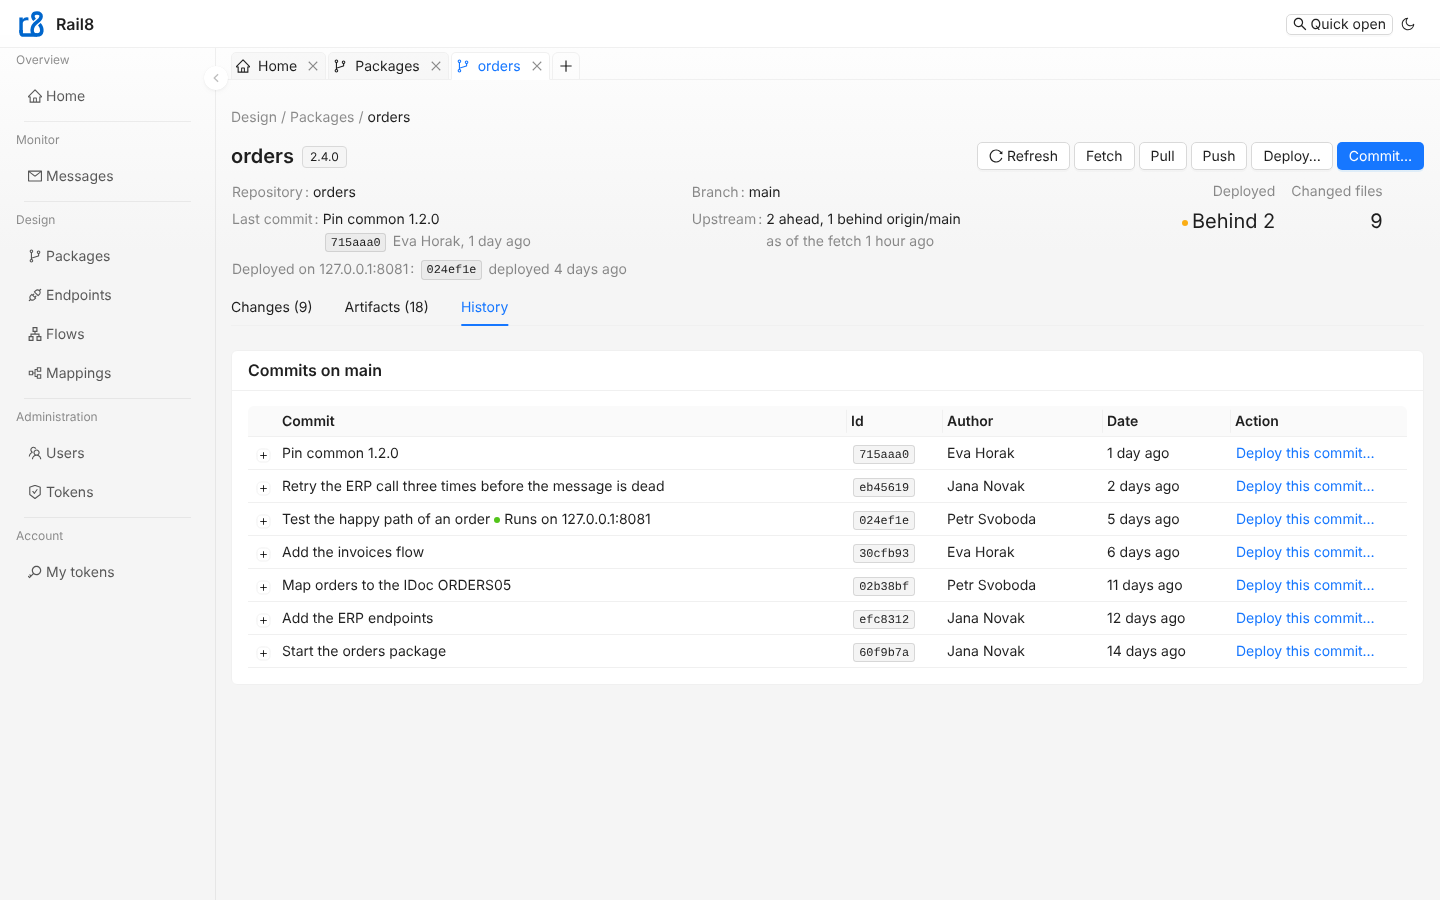 r8 Rail8
Quick open
Overview
Home
Monitor
Messages
Design
Packages
Endpoints
Flows
Mappings
Administration
Users
Tokens
Account
My tokens
Home Packages orders
Design / Packages / orders
orders 2.4.0
Refresh Fetch Pull Push Deploy... Commit...
Repository: orders Branch: main Deployed Changed files
Last commit: Pin common 1.2.0 Upstream: 2 ahead, 1 behind origin/main Behind 2 9
715aaa0 Eva Horak, 1 day ago as of the fetch 1 hour ago
Deployed on 127.0.0.1:8081: 024ef1e deployed 4 days ago
Changes (9) Artifacts (18) History
Commits on main
Commit Id Author Date Action
+ Pin common 1.2.0 715aaa0 Eva Horak 1 day ago Deploy this commit...
+ Retry the ERP call three times before the message is dead eb45619 Jana Novak 2 days ago Deploy this commit...
+ Test the happy path of an order Runs on 127.0.0.1:8081 024ef1e Petr Svoboda 5 days ago Deploy this commit...
+ Add the invoices flow 30cfb93 Eva Horak 6 days ago Deploy this commit...
+ Map orders to the IDoc ORDERS05 02b38bf Petr Svoboda 11 days ago Deploy this commit...
+ Add the ERP endpoints efc8312 Jana Novak 12 days ago Deploy this commit...
+ Start the orders package 60f9b7a Jana Novak 14 days ago Deploy this commit...